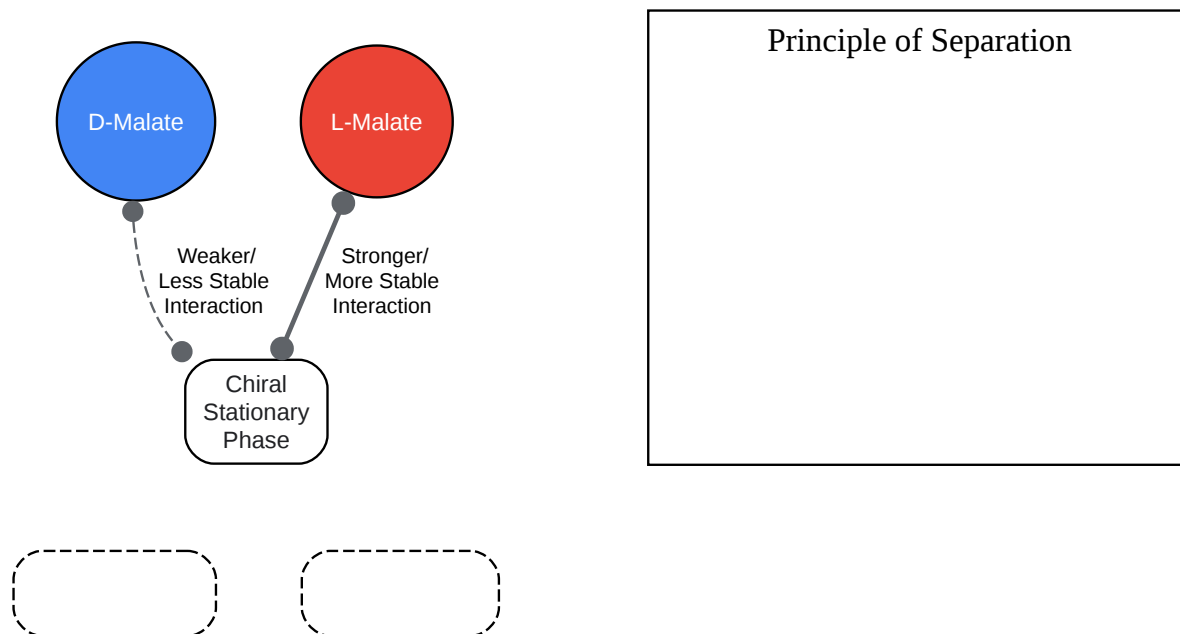 Principle of Separation
D-Malate
L-Malate
Weaker/
Less Stable
Interaction
Stronger/
More Stable
Interaction
Chiral
Stationary
Phase